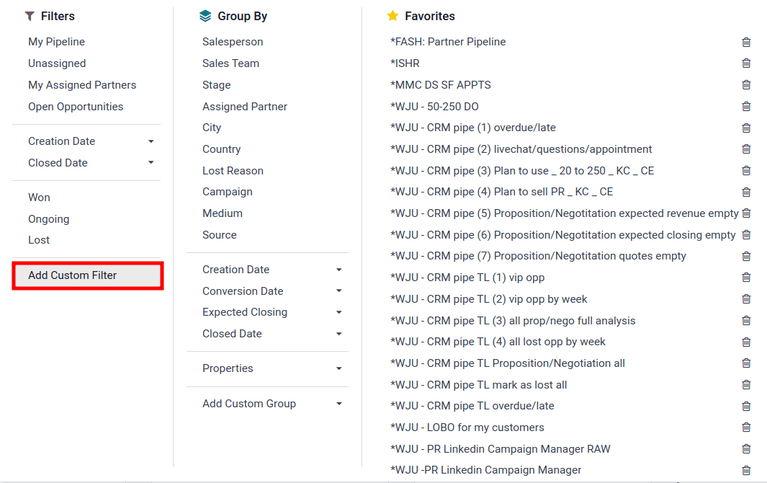 Filters
My Pipeline
Unassigned
My Assigned Partners
Open Opportunities
Creation Date
Closed Date
Won
Ongoing
Lost
Add Custom Filter
Group By
Salesperson
Sales Team
Stage
Assigned Partner
City
Country
Lost Reason
Campaign
Medium
Source
Creation Date
Conversion Date
Expected Closing
Closed Date
Properties
Add Custom Group
Favorites
*FASH: Partner Pipeline
*ISHR
*MMC DS SF APPTS
*WJU - 50-250 DO
*WJU - CRM pipe (1) overdue/late
*WJU - CRM pipe (2) livechat/questions/appointment
*WJU - CRM pipe (3) Plan to use _ 20 to 250 _ KC _ CE
*WJU - CRM pipe (4) Plan to sell PR _ KC _ CE
*WJU - CRM pipe (5) Proposition/Negotitation expected revenue empty
*WJU - CRM pipe (6) Proposition/Negotitation expected closing empty
*WJU - CRM pipe (7) Proposition/Negotitation quotes empty
*WJU - CRM pipe TL (1) vip opp
*WJU - CRM pipe TL (2) vip opp by week
*WJU - CRM pipe TL (3) all prop/nego full analysis
*WJU - CRM pipe TL (4) all lost opp by week
*WJU - CRM pipe TL Proposition/Negotiation all
*WJU - CRM pipe TL mark as lost all
*WJU - CRM pipe TL overdue/late
*WJU - LOBO for my customers
*WJU - PR Linkedin Campaign Manager RAW
*WJU -PR Linkedin Campaign Manager